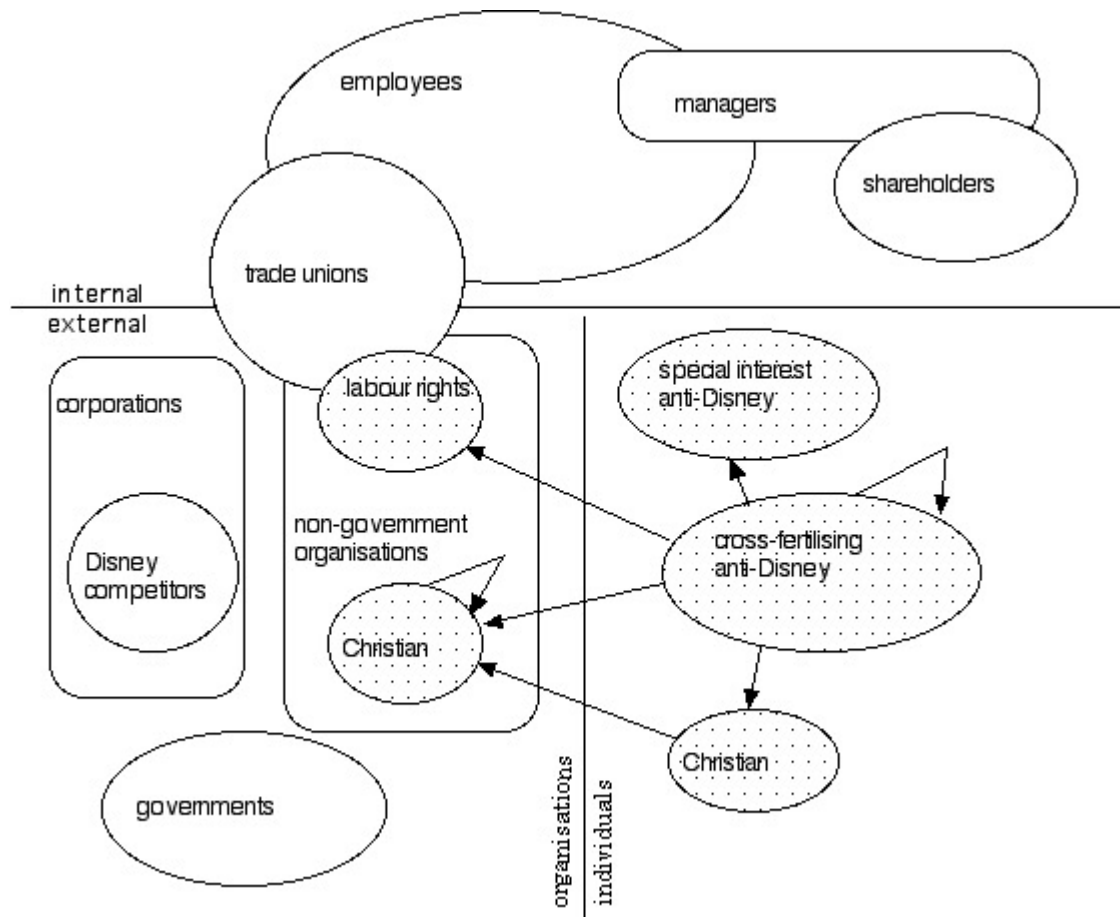 employees
managers
shareholders
trade unions
internal
external
corporations
labour rights
special interest
anti-Disney
non-government
organisations
cross-fertilising
anti-Disney
Disney
competitors
Christian
Christian
governments
organisations
individuals